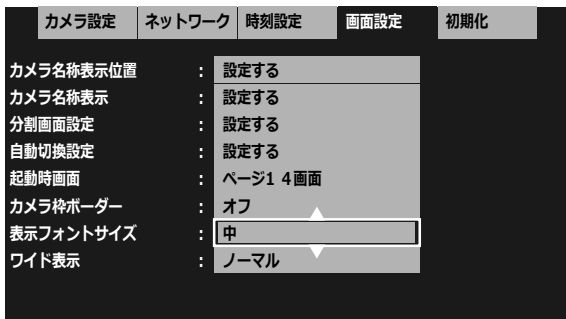 カメラ設定 ネットワーク 時刻設定 画面設定 初期化
カメラ名称表示位置 : 設定する
カメラ名称表示 : 設定する
分割画面設定 : 設定する
自動切換設定 : 設定する
起動時画面 : ページ1 4画面
カメラ枠ボーダー : オフ
表示フォントサイズ : 中
ワイド表示 : ノーマル